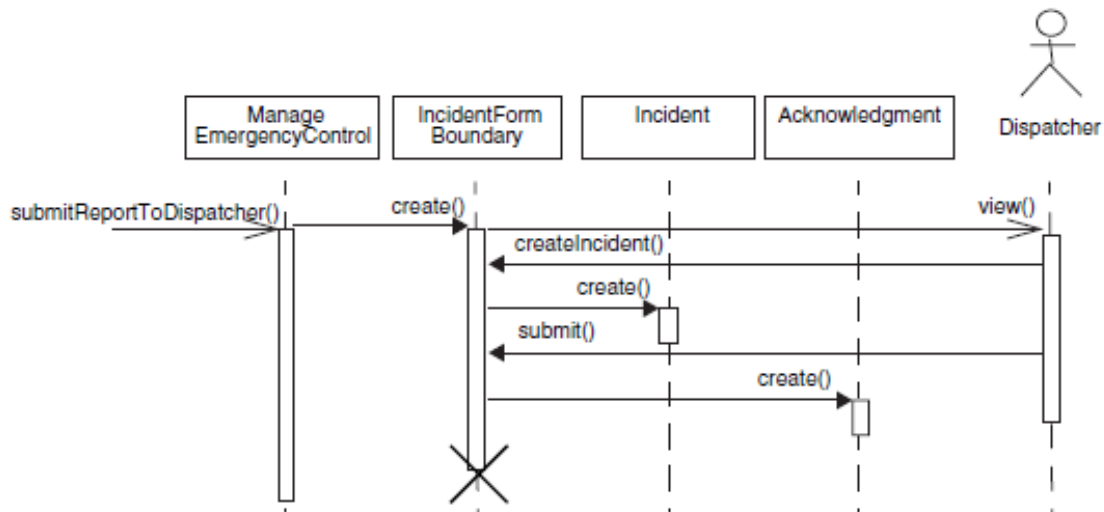 Manage
EmergencyControl
IncidentForm
Boundary
Incident
Acknowledgment
Dispatcher
submitReportToDispatcher()
create()
view()
createIncident()
create()
submit()
create()